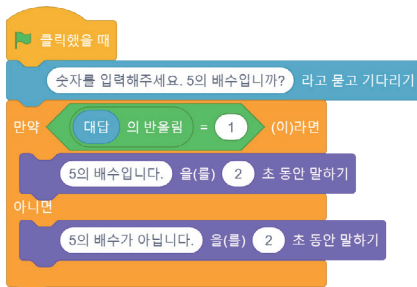 클릭했을 때
숫자를 입력해주세요. 5의 배수입니까? 라고 묻고 기다리기
만약 대답 의 반올림 = 1 (이)라면
5의 배수입니다. 을(를) 2 초 동안 말하기
아니면
5의 배수가 아닙니다. 을(를) 2 초 동안 말하기